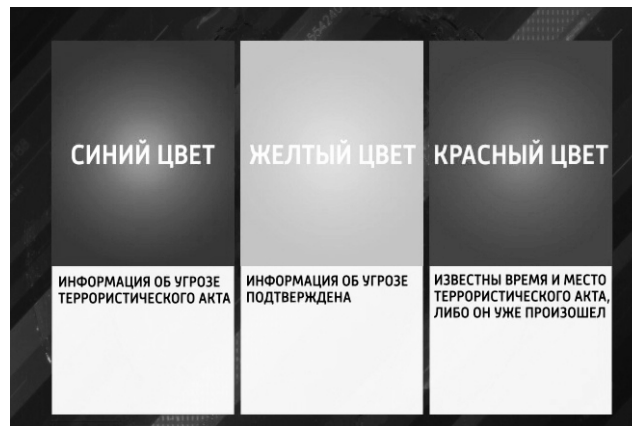 СИНИЙ ЦВЕТ
ИНФОРМАЦИЯ ОБ УГРОЗЕ
ТЕРРОРИСТИЧЕСКОГО АКТА
ЖЕЛТЫЙ ЦВЕТ
ИНФОРМАЦИЯ ОБ УГРОЗЕ
ПОДТВЕРЖДЕНА
КРАСНЫЙ ЦВЕТ
ИЗВЕСТНЫ ВРЕМЯ И МЕСТО
ТЕРРОРИСТИЧЕСКОГО АКТА,
ЛИБО ОН УЖЕ ПРОИЗОШЕЛ